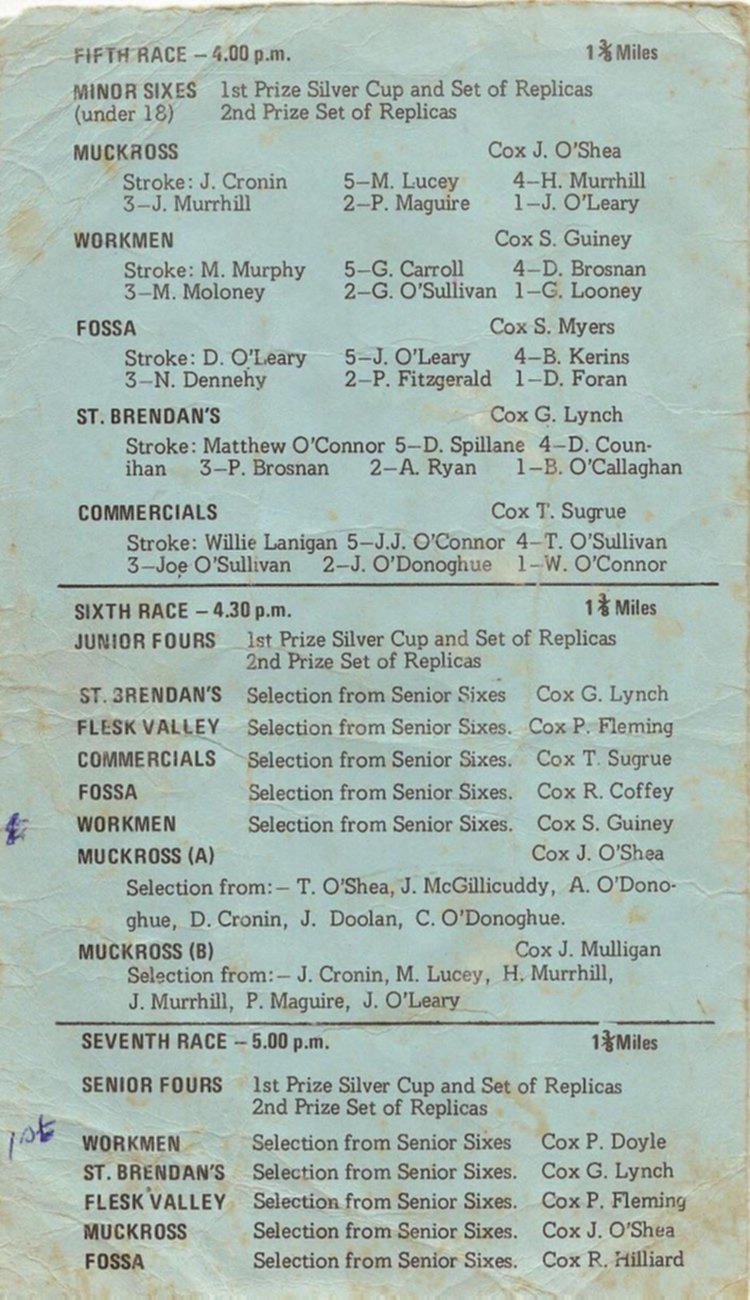 FIFTH RACE – 4.00 p.m. 1⅜ Miles
MINOR SIXES 1st Prize Silver Cup and Set of Replicas
(under 18) 2nd Prize Set of Replicas
MUCKROSS Cox J. O'Shea
Stroke: J. Cronin 5–M. Lucey 4–H. Murrhill
3–J. Murrhill 2–P. Maguire 1–J. O'Leary
WORKMEN Cox S. Guiney
Stroke: M. Murphy 5–G. Carroll 4–D. Brosnan
3–M. Moloney 2–G. O'Sullivan 1–G. Looney
FOSSA Cox S. Myers
Stroke: D. O'Leary 5–J. O'Leary 4–B. Kerins
3–N. Dennehy 2–P. Fitzgerald 1–D. Foran
ST. BRENDAN'S Cox G. Lynch
Stroke: Matthew O'Connor 5–D. Spillane 4–D. Coun-
ihan 3–P. Brosnan 2–A. Ryan 1–B. O'Callaghan
COMMERCIALS Cox T. Sugrue
Stroke: Willie Lanigan 5–J.J. O'Connor 4–T. O'Sullivan
3–Joe O'Sullivan 2–J. O'Donoghue 1–W. O'Connor
SIXTH RACE – 4.30 p.m. 1⅜ Miles
JUNIOR FOURS 1st Prize Silver Cup and Set of Replicas
2nd Prize Set of Replicas
ST. BRENDAN'S Selection from Senior Sixes Cox G. Lynch
FLESK VALLEY Selection from Senior Sixes. Cox P. Fleming
COMMERCIALS Selection from Senior Sixes. Cox T. Sugrue
FOSSA Selection from Senior Sixes. Cox R. Coffey
WORKMEN Selection from Senior Sixes. Cox S. Guiney
MUCKROSS (A) Cox J. O'Shea
Selection from:– T. O'Shea, J. McGillicuddy, A. O'Dono-
ghue, D. Cronin, J. Doolan, C. O'Donoghue.
MUCKROSS (B) Cox J. Mulligan
Selection from:– J. Cronin, M. Lucey, H. Murrhill,
J. Murrhill, P. Maguire, J. O'Leary
SEVENTH RACE – 5.00 p.m. 1⅜ Miles
SENIOR FOURS 1st Prize Silver Cup and Set of Replicas
2nd Prize Set of Replicas
1st WORKMEN Selection from Senior Sixes Cox P. Doyle
ST. BRENDAN'S Selection from Senior Sixes. Cox G. Lynch
FLESK VALLEY Selection from Senior Sixes. Cox P. Fleming
MUCKROSS Selection from Senior Sixes. Cox J. O'Shea
FOSSA Selection from Senior Sixes. Cox R. Hilliard